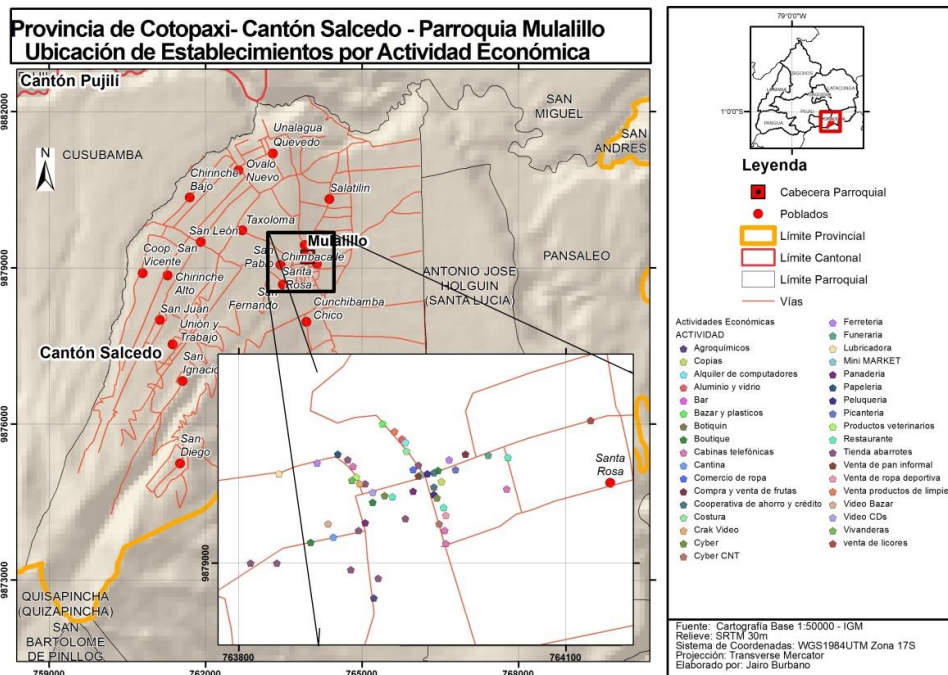 Provincia de Cotopaxi- Cantón Salcedo - Parroquia Mulalillo
Ubicación de Establecimientos por Actividad Económica
Cantón Pujilí
SAN
MIGUEL
SAN
ANDRES
CUSUBAMBA
N
Unalagua
Quevedo
Ovalo
Nuevo
Chirinche
Bajo
Salatilin
Taxoloma
San León
Mulalillo
Coop. San
Vicente
San
Pablo
Chimbacalle
Santa
Rosa
San
Fernando
Chirinche
Alto
Cunchibamba
Chico
ANTONIO JOSE
HOLGUIN
(SANTA LUCIA)
PANSALEO
San Juan
Unión y
Trabajo
Cantón Salcedo
San
Ignacio
San
Diego
Santa
Rosa
QUISAPINCHA
(QUIZAPINCHA)
SAN
BARTOLOME
DE PINLLOG
9882000
9879000
9876000
9873000
9879000
759000
762000
763800
765000
768000
764100
79°0'0"W
1°0'0"S
SIGCHOS
LATACUNGA
PUJILI
PANGUA
Leyenda
Cabecera Parroquial
Poblados
Límite Provincial
Límite Cantonal
Límite Parroquial
Vías
Actividades Económicas
ACTIVIDAD
Agroquímicos
Copias
Alquiler de computadores
Aluminio y vidrio
Bar
Bazar y plasticos
Botiquin
Boutique
Cabinas telefónicas
Cantina
Comercio de ropa
Compra y venta de frutas
Cooperativa de ahorro y crédito
Costura
Crak Video
Cyber
Cyber CNT
Ferreteria
Funeraria
Lubricadora
Mini MARKET
Panaderia
Papeleria
Peluqueria
Picanteria
Productos veterinarios
Restaurante
Tienda abarrotes
Venta de pan informal
Venta de ropa deportiva
Venta productos de limpie
Video Bazar
Video CDs
Vivanderas
venta de licores
Fuente: Cartografía Base 1:50000 - IGM
Relieve: SRTM 30m
Sistema de Coordenadas: WGS1984UTM Zona 17S
Projección: Transverse Mercator
Elaborado por: Jairo Burbano